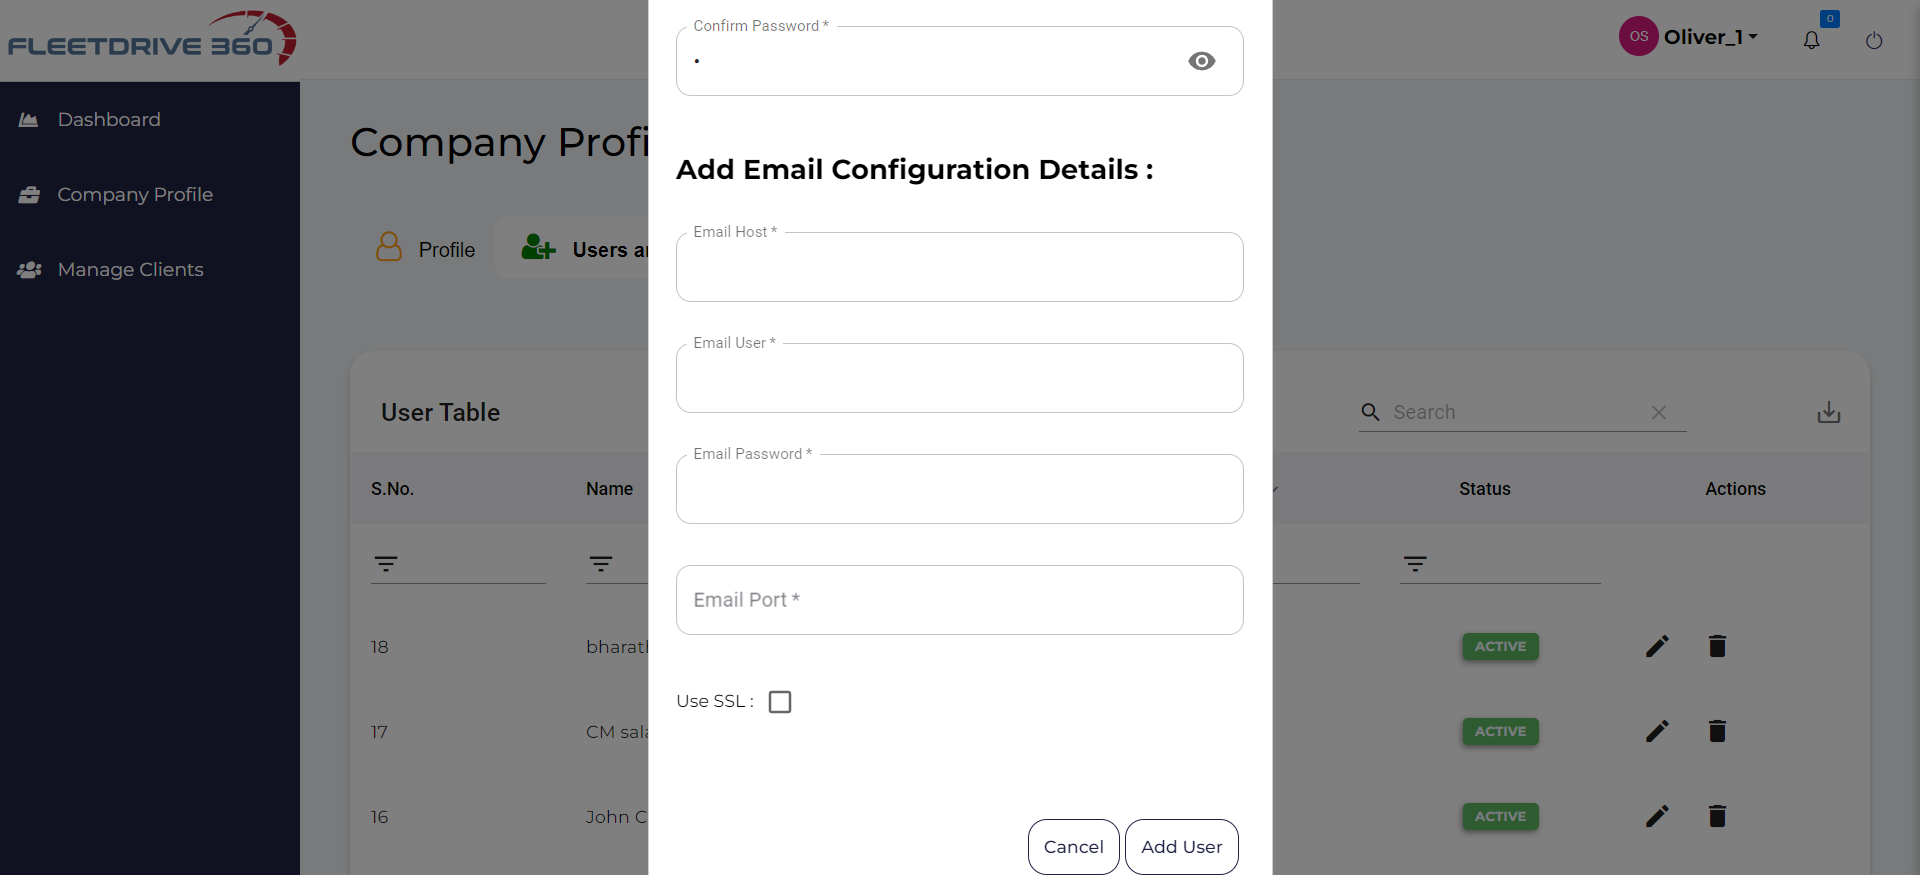 FLEETDRIVE 360
OS
Oliver_1
0
Dashboard
Company Profile
Manage Clients
Company Profi
Profile
Users a
User Table
Search
S.No.
Name
Status
Actions
18
bharat
ACTIVE
17
CM sala
ACTIVE
16
John C
ACTIVE
Confirm Password *
•
Add Email Configuration Details :
Email Host *
Email User *
Email Password *
Email Port *
Use SSL :
Cancel
Add User